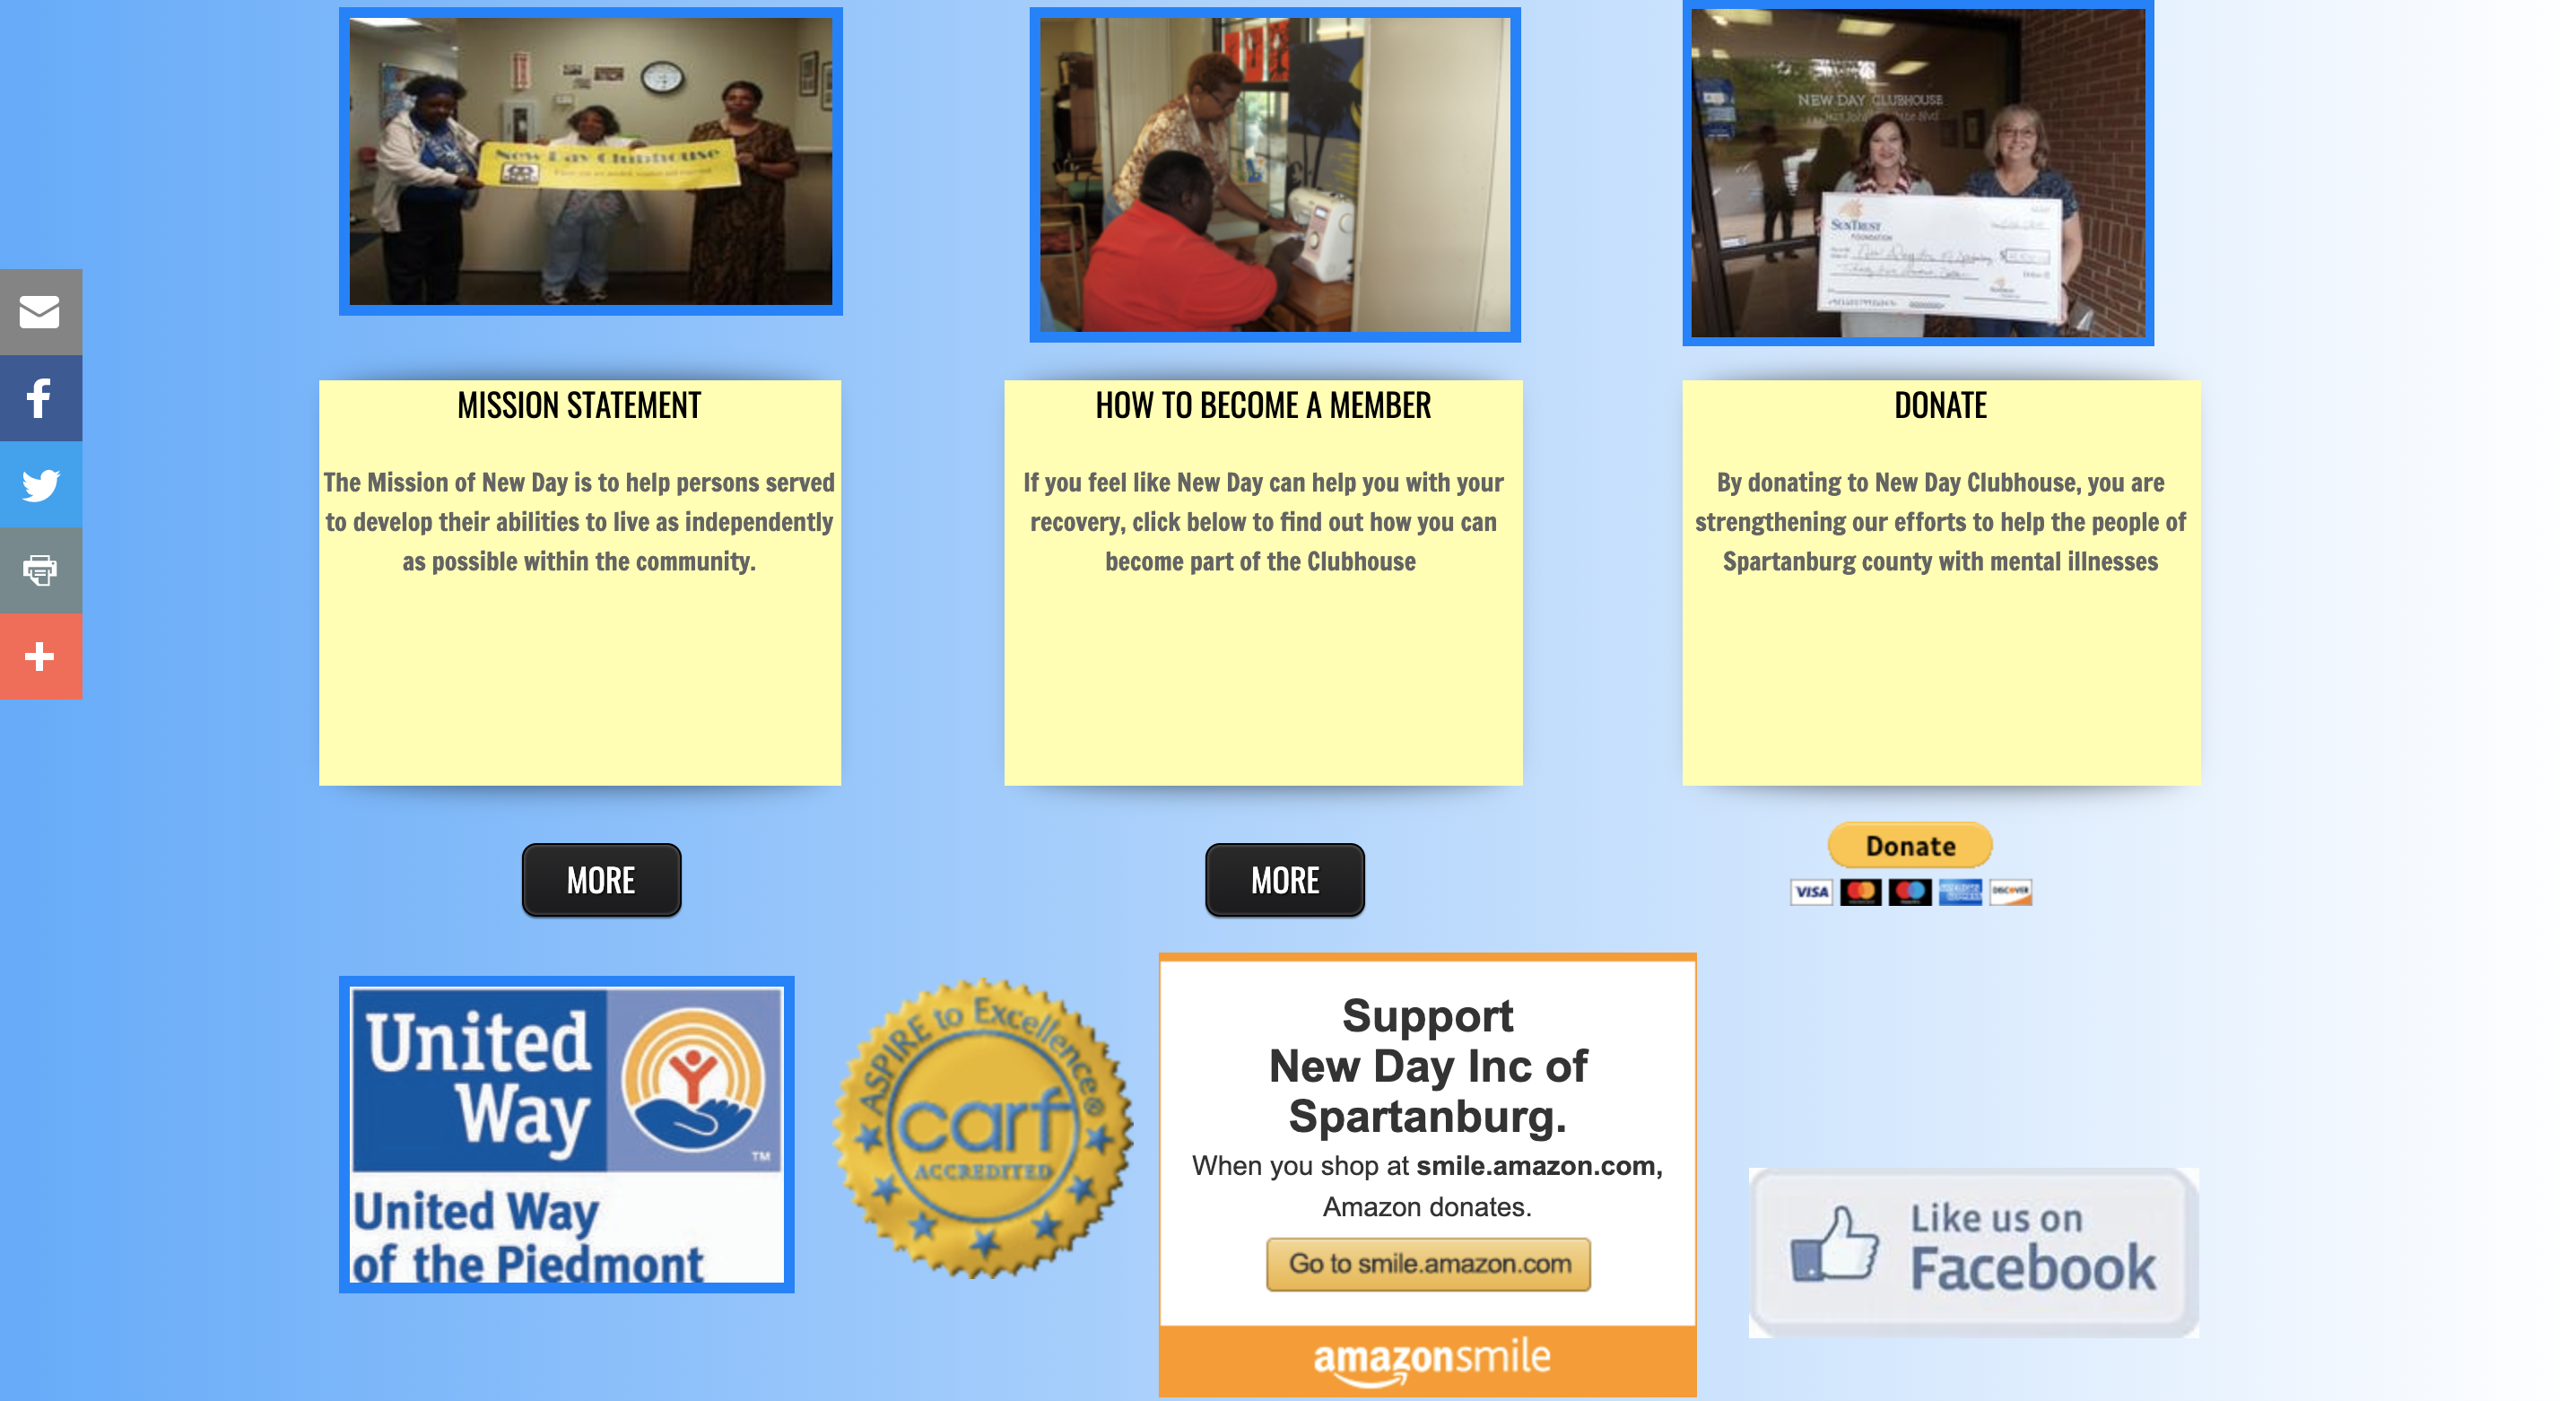 New Day Clubhouse
NEW DAY CLUBHOUSE
SUNTRUST
FOUNDATION
MISSION STATEMENT
The Mission of New Day is to help persons served
to develop their abilities to live as independently
as possible within the community.
HOW TO BECOME A MEMBER
If you feel like New Day can help you with your
recovery, click below to find out how you can
become part of the Clubhouse
DONATE
By donating to New Day Clubhouse, you are
strengthening our efforts to help the people of
Spartanburg county with mental illnesses
MORE
MORE
Donate
VISA
DISCOVER
United
Way
TM
United Way
of the Piedmont
ASPIRE to Excellence®
carf
ACCREDITED
Support
New Day Inc of
Spartanburg.
When you shop at smile.amazon.com,
Amazon donates.
Go to smile.amazon.com
amazonsmile
Like us on
Facebook